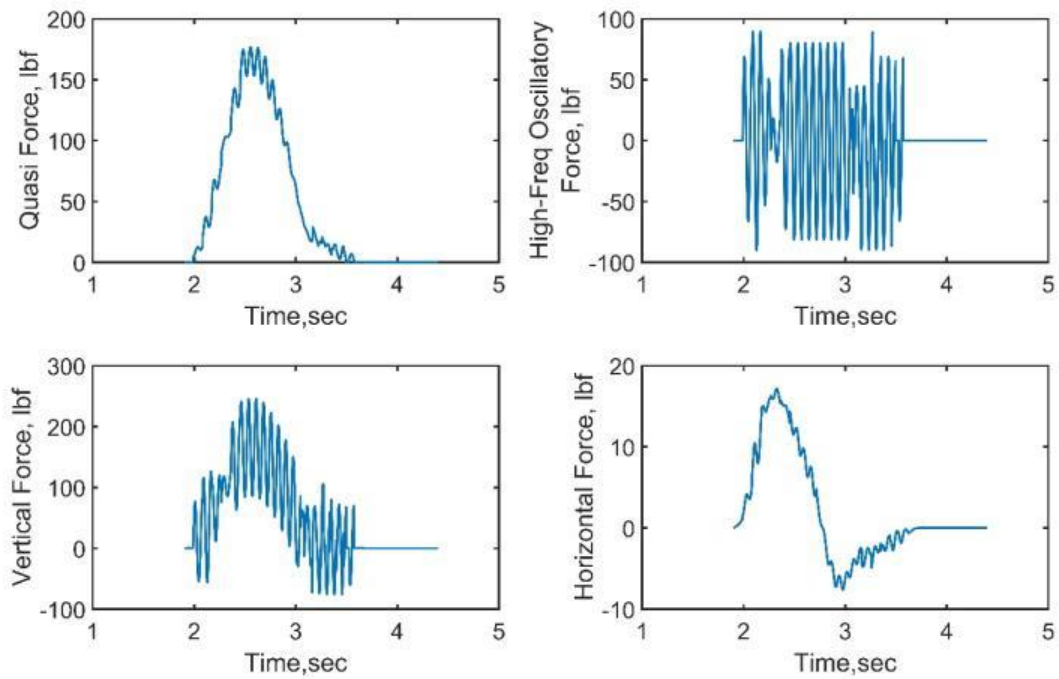 200
150
100
50
0
Quasi Force, lbf
1 2 3 4 5
Time,sec
100
50
0
-50
-100
High-Freq Oscillatory
Force, lbf
1 2 3 4 5
Time,sec
300
200
100
0
-100
Vertical Force, lbf
1 2 3 4 5
Time,sec
20
10
0
-10
Horizontal Force, lbf
1 2 3 4 5
Time,sec